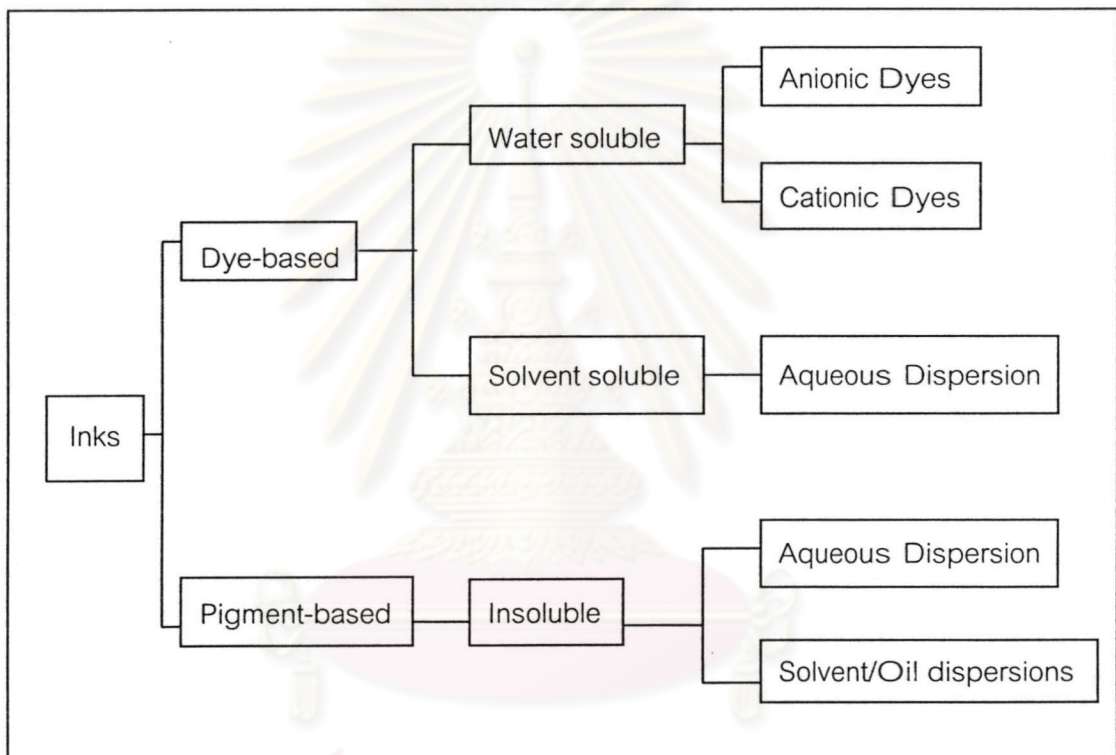 Anionic Dyes
Water soluble
Cationic Dyes
Dye-based
Solvent soluble
Aqueous Dispersion
Inks
Aqueous Dispersion
Pigment-based
Insoluble
Solvent/Oil dispersions